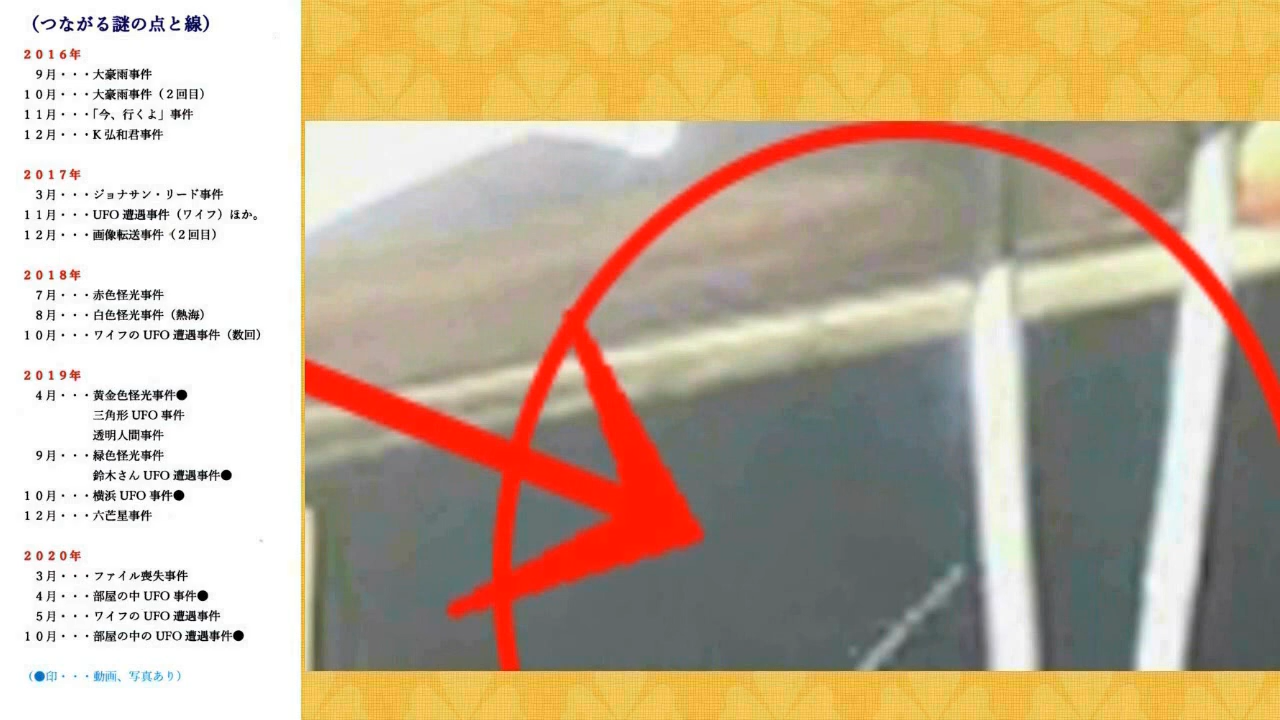 （つながる謎の点と線）
２０１６年
９月・・・大豪雨事件
１０月・・・大豪雨事件（２回目）
１１月・・・「今、行くよ」事件
１２月・・・K 弘和君事件
２０１７年
３月・・・ジョナサン・リード事件
１１月・・・UFO 遭遇事件（ワイフ）ほか。
１２月・・・画像転送事件（２回目）
２０１８年
７月・・・赤色怪光事件
８月・・・白色怪光事件（熱海）
１０月・・・ワイフの UFO 遭遇事件（数回）
２０１９年
４月・・・黄金色怪光事件●
三角形 UFO 事件
透明人間事件
９月・・・緑色怪光事件
鈴木さん UFO 遭遇事件●
１０月・・・横浜 UFO 事件●
１２月・・・六芒星事件
２０２０年
３月・・・ファイル喪失事件
４月・・・部屋の中 UFO 事件●
５月・・・ワイフの UFO 遭遇事件
１０月・・・部屋の中の UFO 遭遇事件●
（●印・・・動画、写真あり）